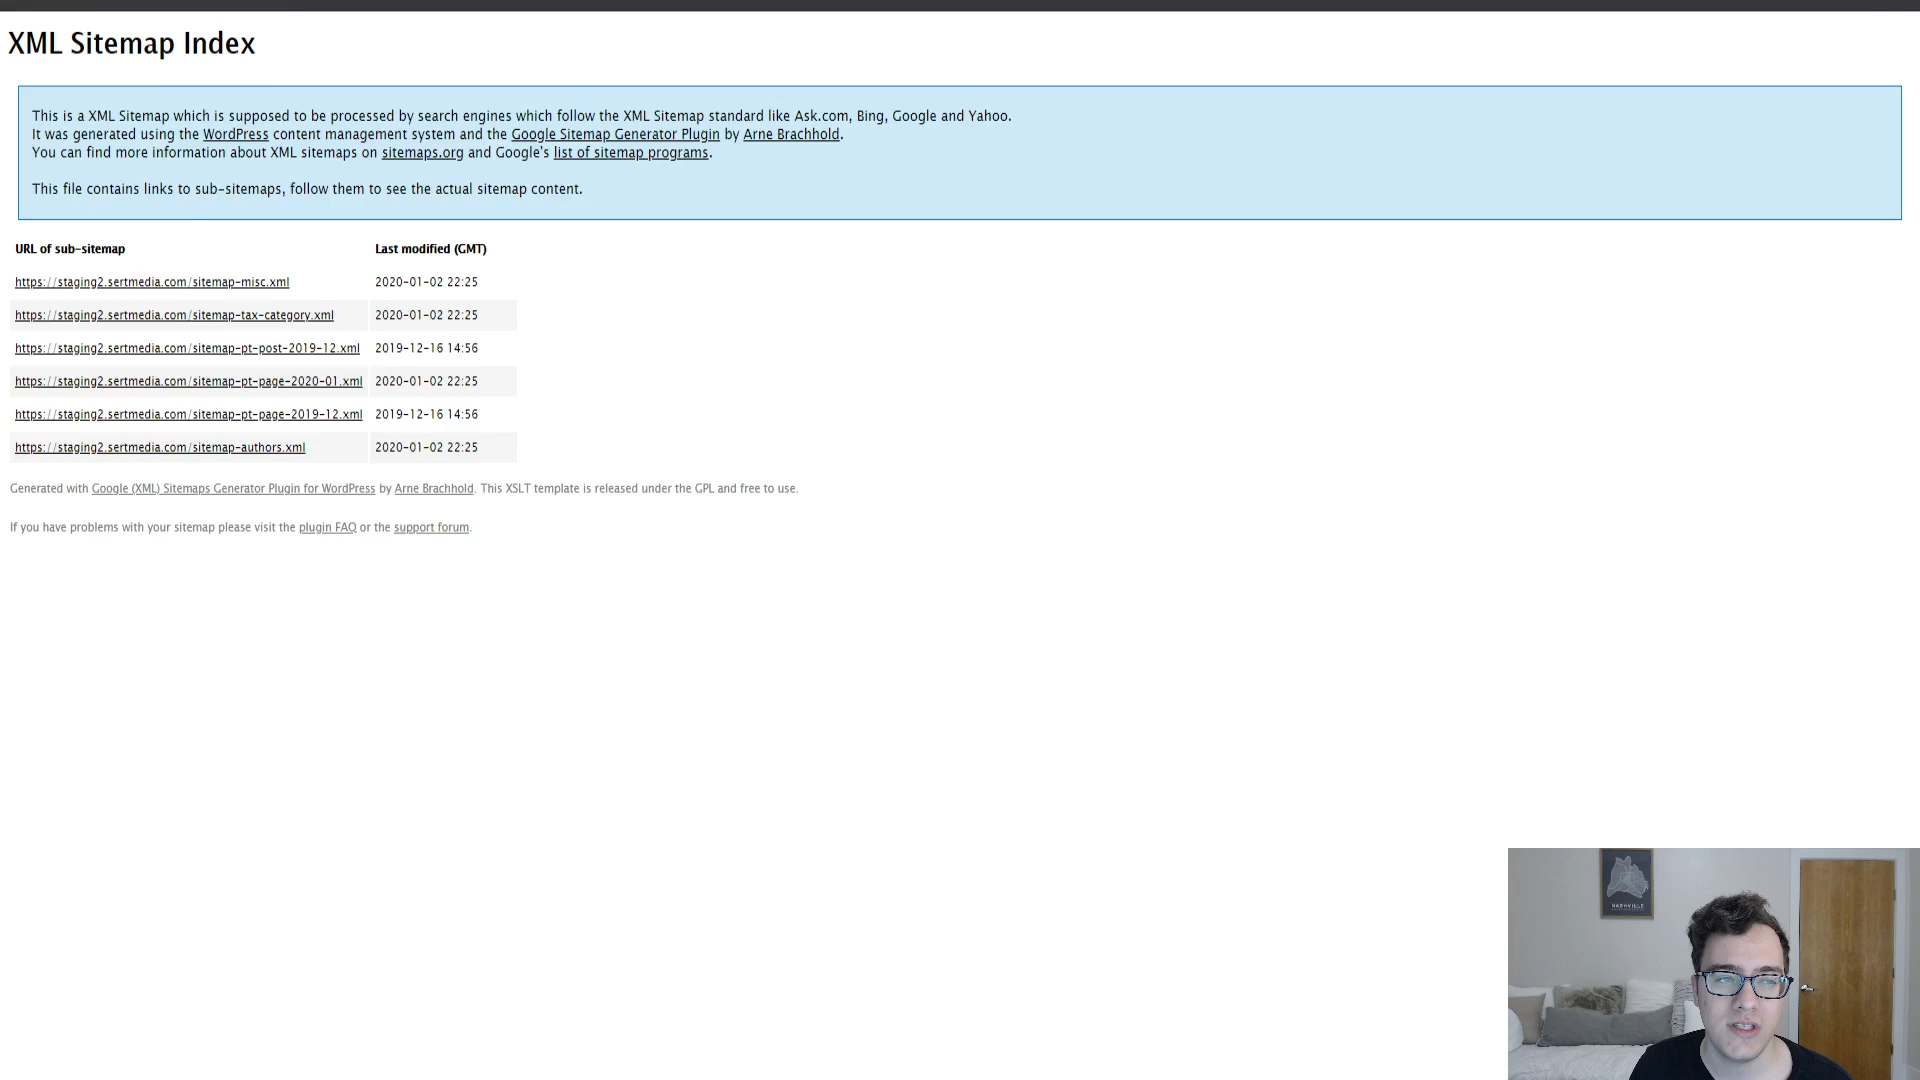 XML Sitemap Index
This is a XML Sitemap which is supposed to be processed by search engines which follow the XML Sitemap standard like Ask.com, Bing, Google and Yahoo.
It was generated using the WordPress content management system and the Google Sitemap Generator Plugin by Arne Brachhold.
You can find more information about XML sitemaps on sitemaps.org and Google's list of sitemap programs.
This file contains links to sub-sitemaps, follow them to see the actual sitemap content.
URL of sub-sitemap Last modified (GMT)
https://staging2.sertmedia.com/sitemap-misc.xml 2020-01-02 22:25
https://staging2.sertmedia.com/sitemap-tax-category.xml 2020-01-02 22:25
https://staging2.sertmedia.com/sitemap-pt-post-2019-12.xml 2019-12-16 14:56
https://staging2.sertmedia.com/sitemap-pt-page-2020-01.xml 2020-01-02 22:25
https://staging2.sertmedia.com/sitemap-pt-page-2019-12.xml 2019-12-16 14:56
https://staging2.sertmedia.com/sitemap-authors.xml 2020-01-02 22:25
Generated with Google (XML) Sitemaps Generator Plugin for WordPress by Arne Brachhold. This XSLT template is released under the GPL and free to use.
If you have problems with your sitemap please visit the plugin FAQ or the support forum.
NASHVILLE